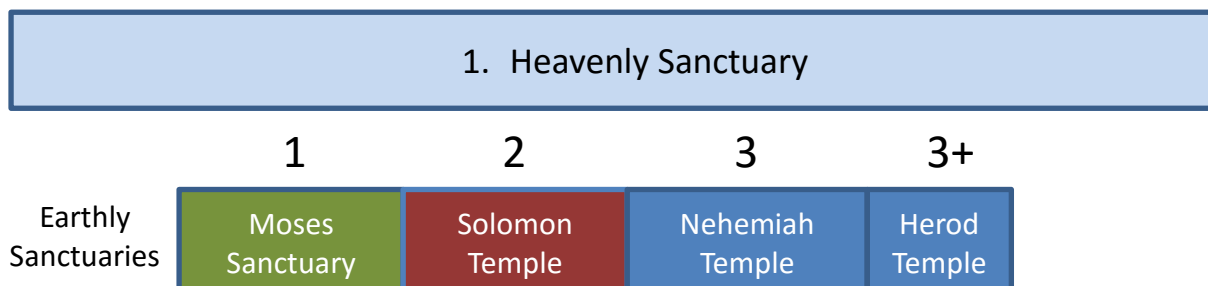 1. Heavenly Sanctuary
1 2 3 3+
Earthly Sanctuaries
Moses Sanctuary
Solomon Temple
Nehemiah Temple
Herod Temple